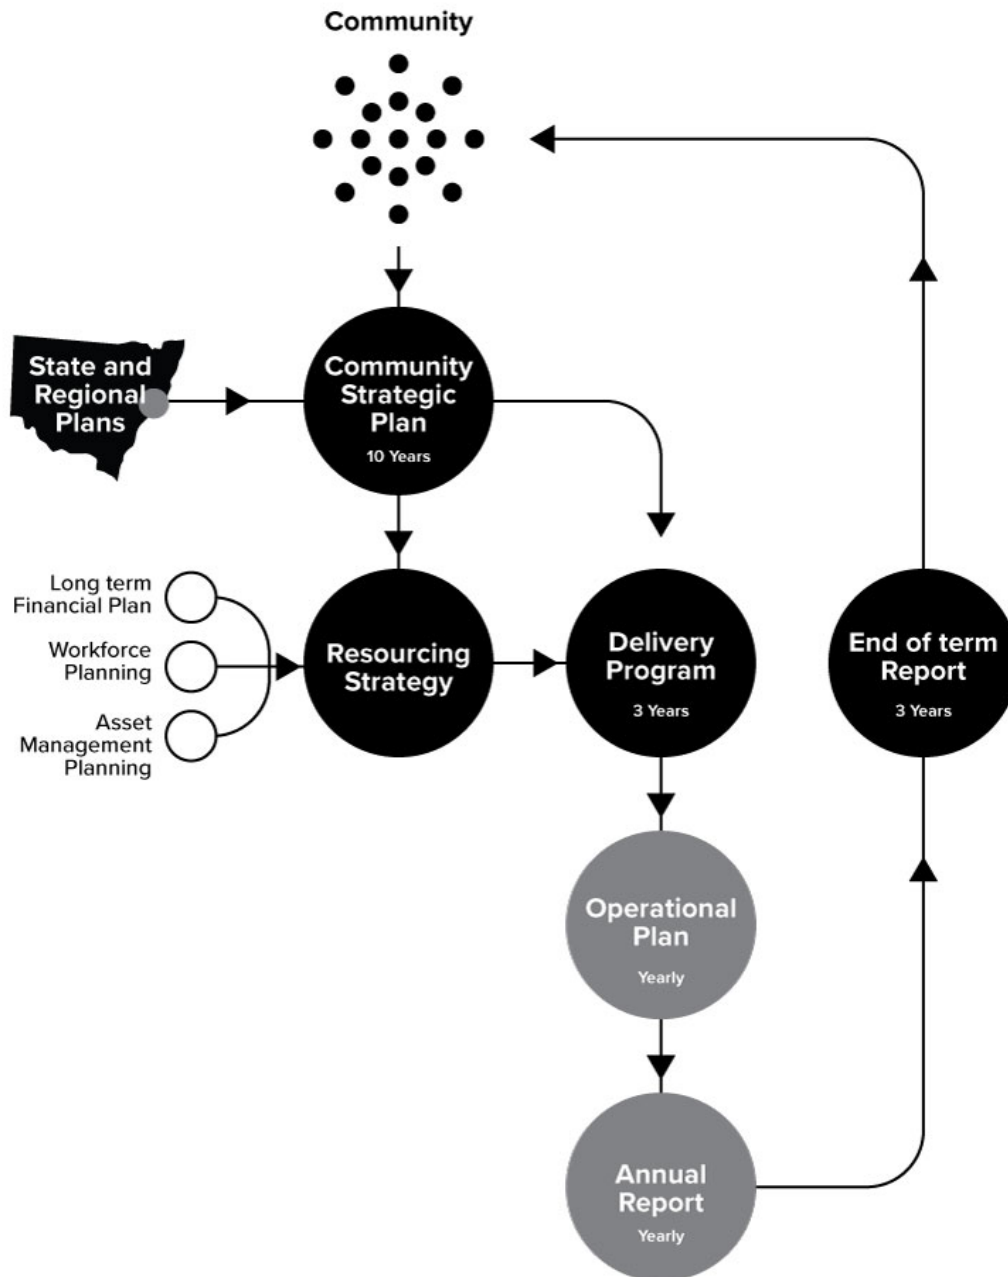 Community
State and
Regional
Plans
Community
Strategic
Plan
10 Years
Long term
Financial Plan
Workforce
Planning
Asset
Management
Planning
Resourcing
Strategy
Delivery
Program
3 Years
End of term
Report
3 Years
Operational
Plan
Yearly
Annual
Report
Yearly